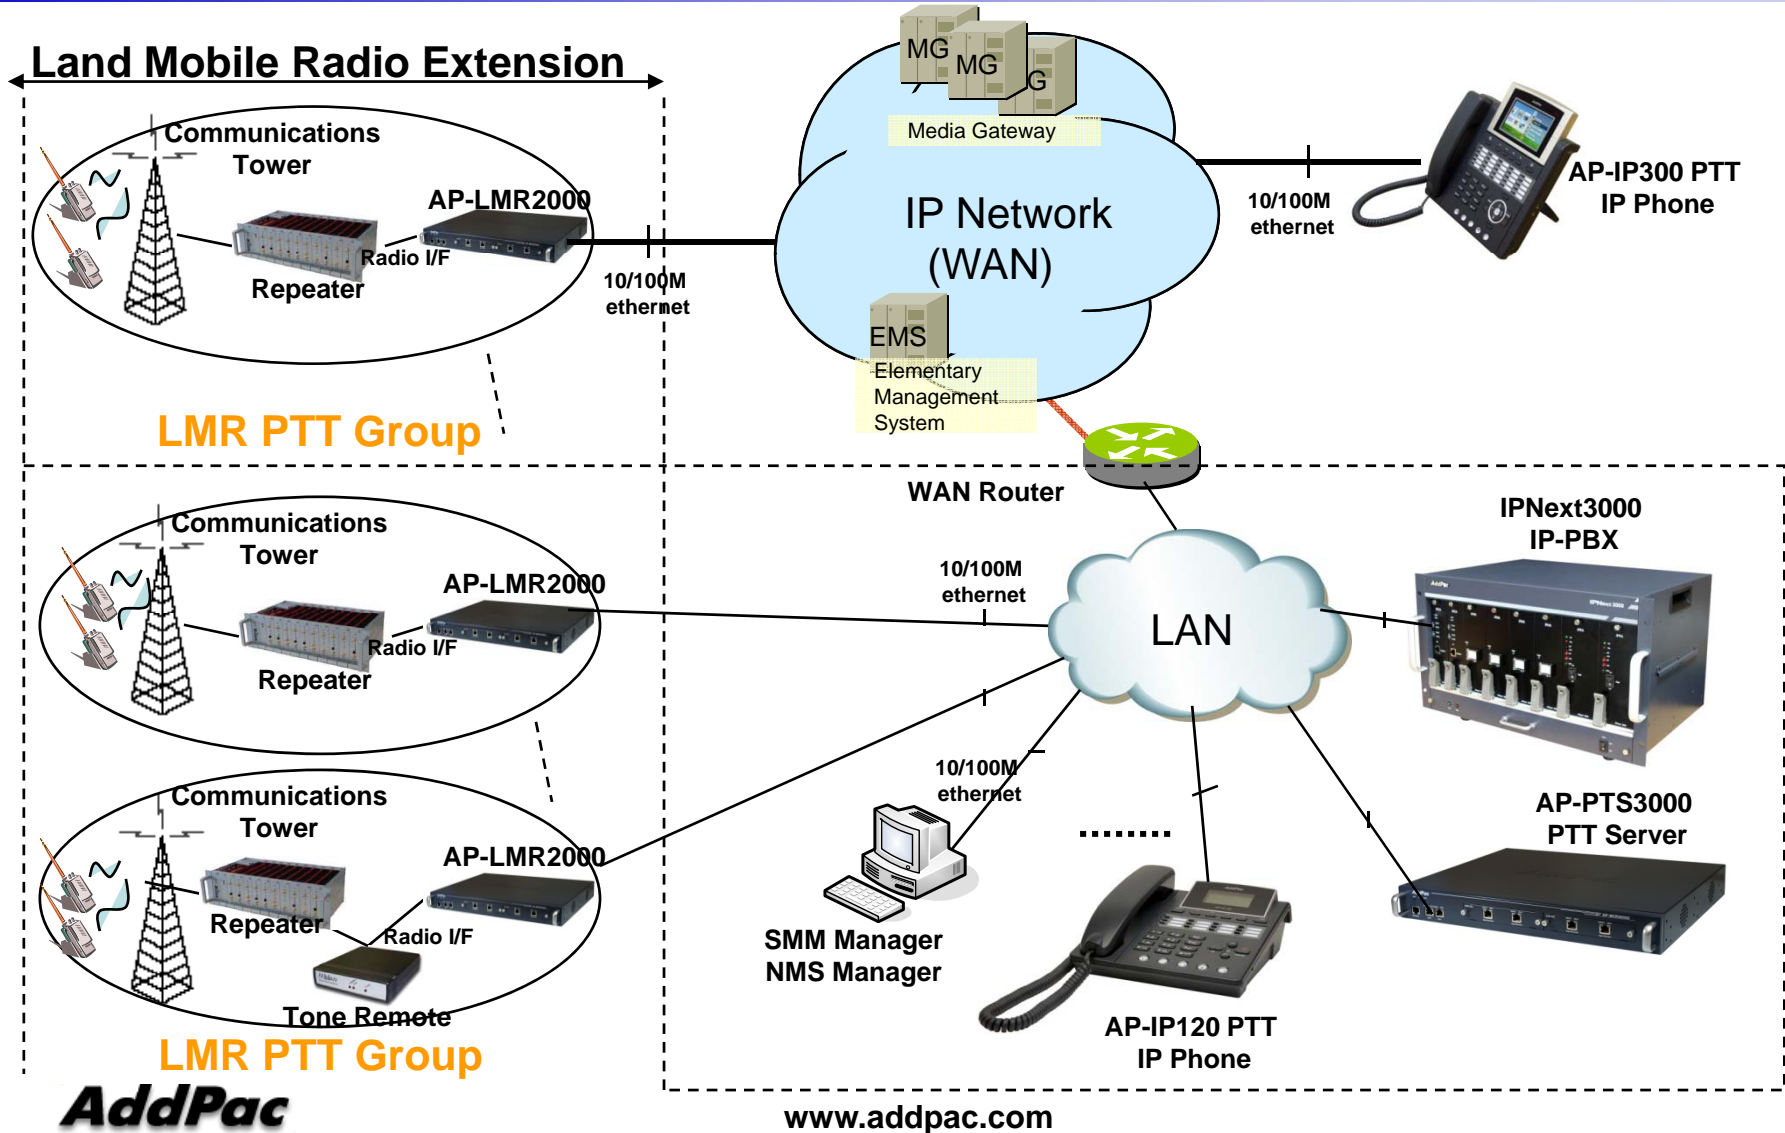 Land Mobile Radio Extension
Communications
Tower
AP-LMR2000
Radio I/F
Repeater
10/100M
ethernet
LMR PTT Group
MG
MG
G
Media Gateway
IP Network
(WAN)
EMS
Elementary
Management
System
10/100M
ethernet
AP-IP300 PTT
IP Phone
WAN Router
Communications
Tower
AP-LMR2000
Radio I/F
Repeater
10/100M
ethernet
LAN
IPNext3000
IP-PBX
AddPac
IPNext 3000
Communications
Tower
AP-LMR2000
Repeater
Radio I/F
Tone Remote
LMR PTT Group
10/100M
ethernet
SMM Manager
NMS Manager
AP-IP120 PTT
IP Phone
AP-PTS3000
PTT Server
AddPac
www.addpac.com